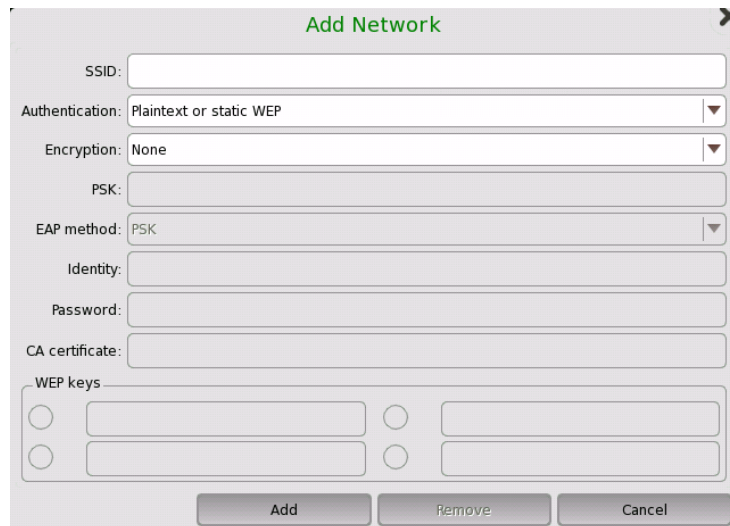 Add Network
SSID:
Authentication: Plaintext or static WEP
Encryption: None
PSK:
EAP method: PSK
Identity:
Password:
CA certificate:
WEP keys
Add Remove Cancel